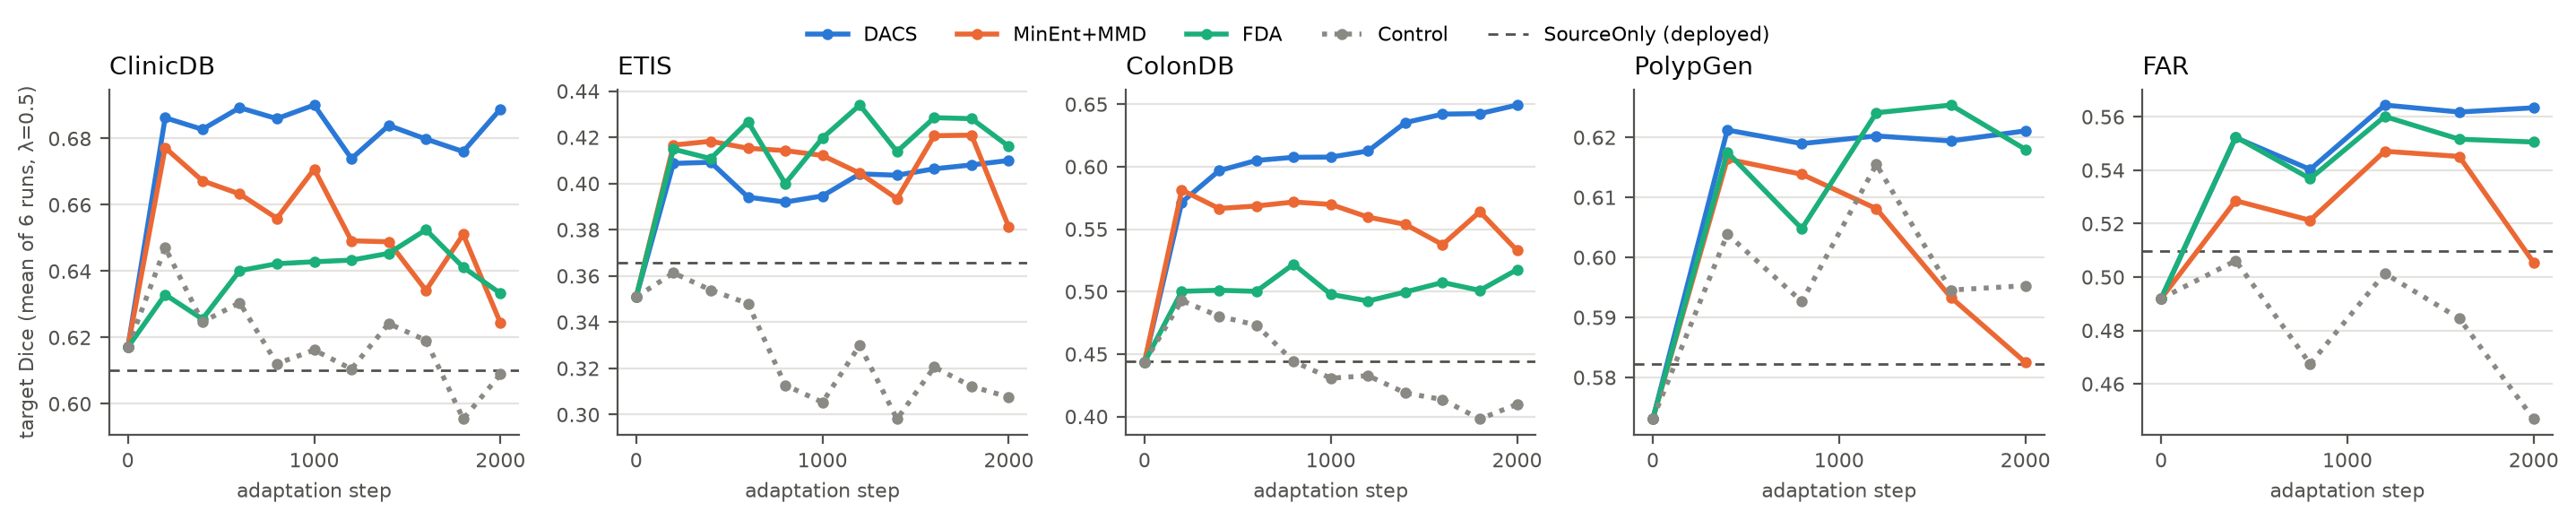 DACS MinEnt+MMD FDA Control SourceOnly (deployed)
ClinicDB ETIS ColonDB PolypGen FAR
target Dice (mean of 6 runs, λ=0.5)
0.68
0.66
0.64
0.62
0.60
0 1000 2000
adaptation step
0.44
0.42
0.40
0.38
0.36
0.34
0.32
0.30
0 1000 2000
adaptation step
0.65
0.60
0.55
0.50
0.45
0.40
0 1000 2000
adaptation step
0.62
0.61
0.60
0.59
0.58
0 1000 2000
adaptation step
0.56
0.54
0.52
0.50
0.48
0.46
0 1000 2000
adaptation step